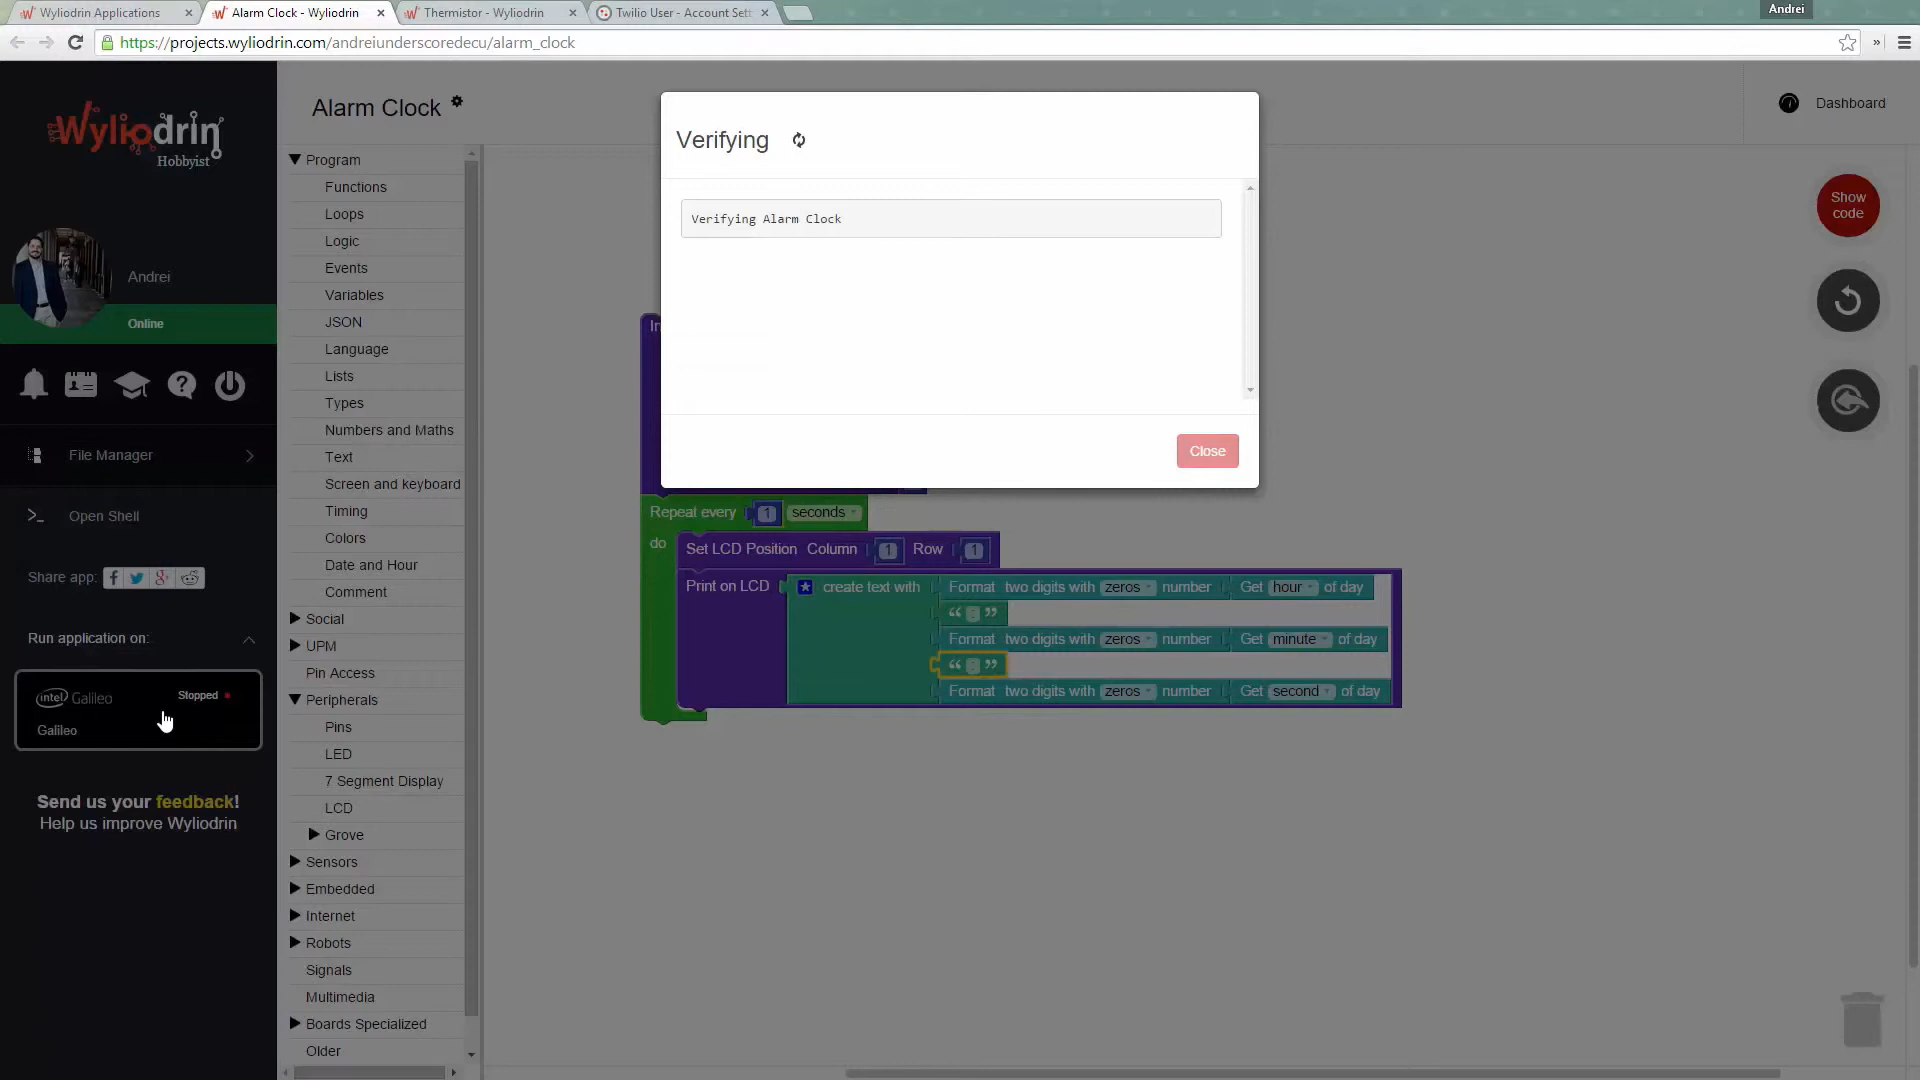 Wyliodrin Applications
Alarm Clock - Wyliodrin
Thermistor - Wyliodrin
Twilio User - Account Sett
Andrei
https://projects.wyliodrin.com/andreiunderscoredecu/alarm_clock
Wyliodrin
Hobbyist
Andrei
Online
File Manager
Open Shell
Share app:
Run application on:
intel Galileo
Stopped
Galileo
Send us your feedback!
Help us improve Wyliodrin
Alarm Clock
Dashboard
Program
Functions
Loops
Logic
Events
Variables
JSON
Language
Lists
Types
Numbers and Maths
Text
Screen and keyboard
Timing
Colors
Date and Hour
Comment
Social
UPM
Pin Access
Peripherals
Pins
LED
7 Segment Display
LCD
Grove
Sensors
Embedded
Internet
Robots
Signals
Multimedia
Boards Specialized
Older
Verifying
Verifying Alarm Clock
Close
Show
code
Repeat every 1 seconds
do
Set LCD Position Column 1 Row 1
Print on LCD create text with Format two digits with zeros number Get hour of day
“ : ”
Format two digits with zeros number Get minute of day
“ : ”
Format two digits with zeros number Get second of day